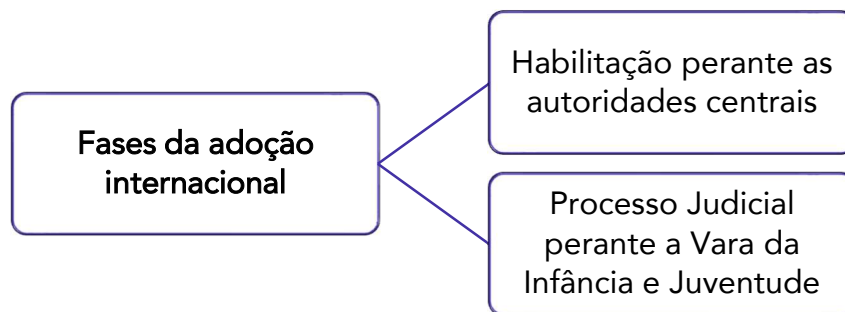 Fases da adoção
internacional
Habilitação perante as
autoridades centrais
Processo Judicial
perante a Vara da
Infância e Juventude